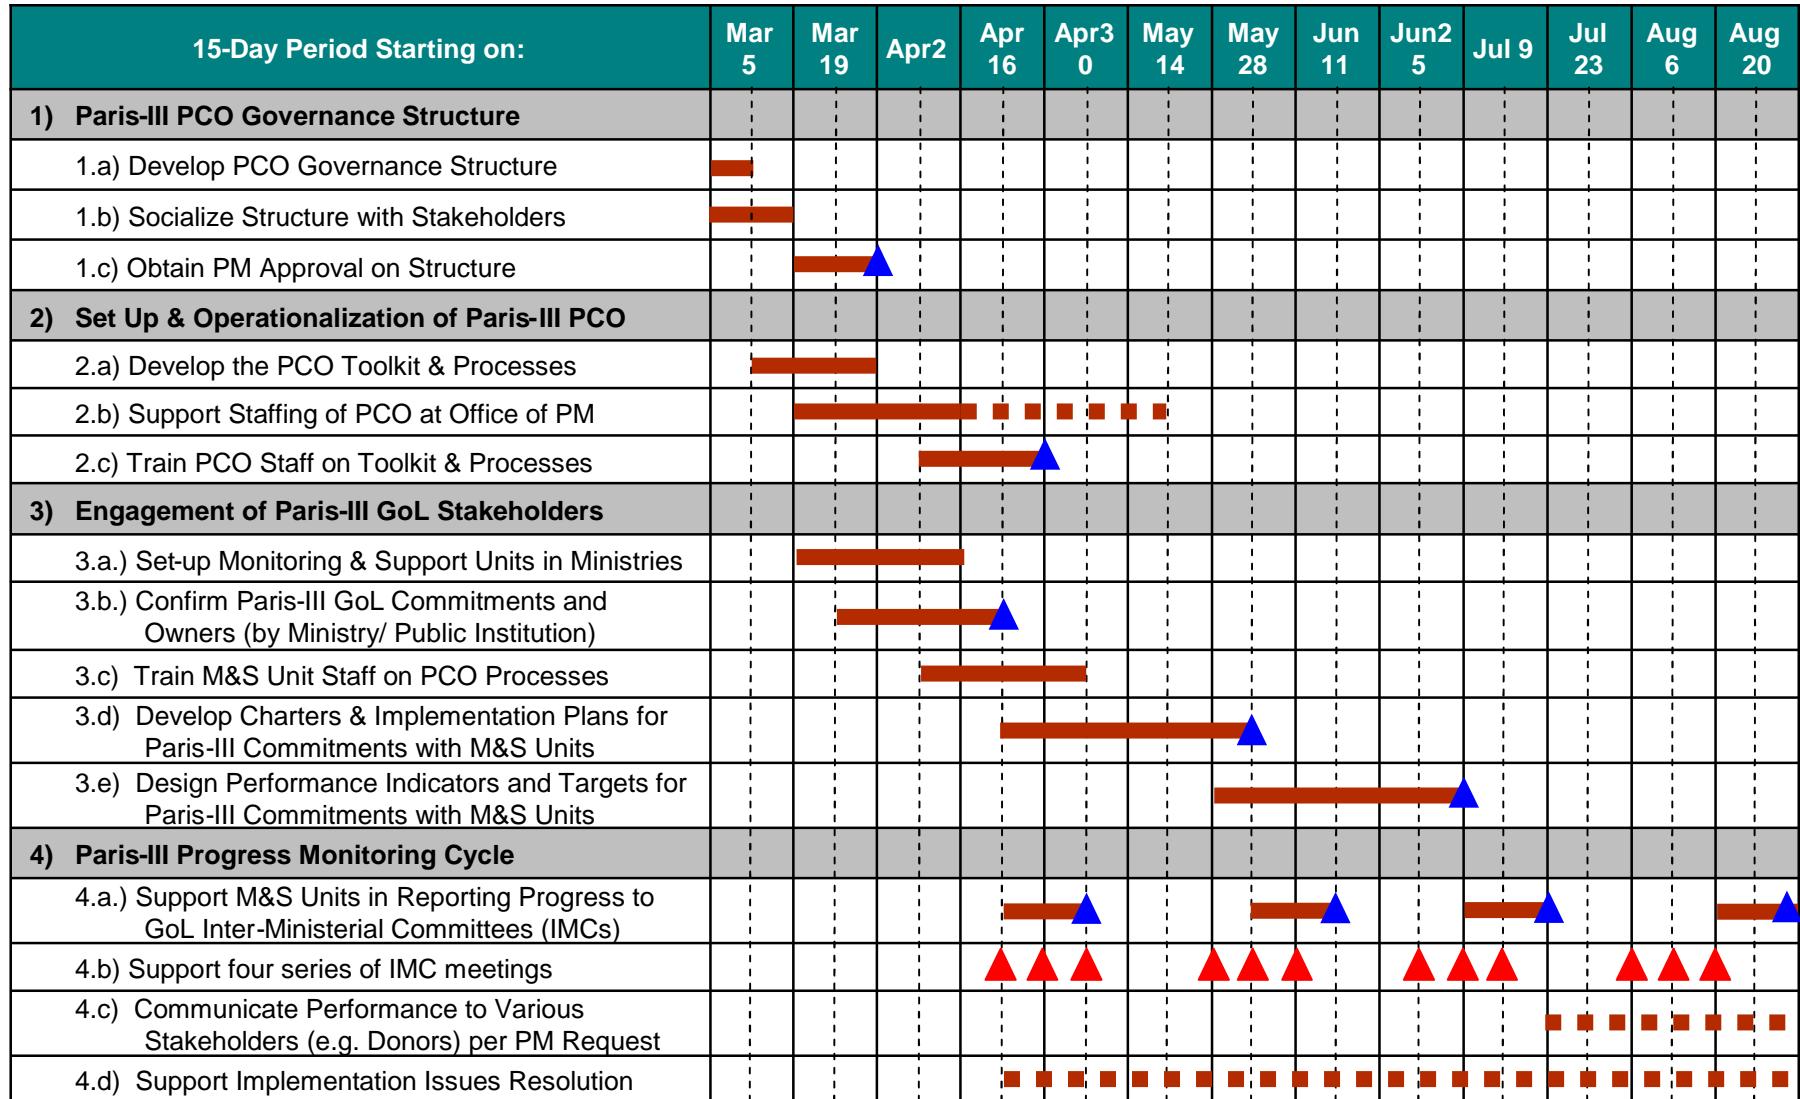 15-Day Period Starting on:
Mar
5
Mar
19
Apr2
Apr
16
Apr3
0
May
14
May
28
Jun
11
Jun2
5
Jul 9
Jul
23
Aug
6
Aug
20
1) Paris-III PCO Governance Structure
1.a) Develop PCO Governance Structure
1.b) Socialize Structure with Stakeholders
1.c) Obtain PM Approval on Structure
2) Set Up & Operationalization of Paris-III PCO
2.a) Develop the PCO Toolkit & Processes
2.b) Support Staffing of PCO at Office of PM
2.c) Train PCO Staff on Toolkit & Processes
3) Engagement of Paris-III GoL Stakeholders
3.a.) Set-up Monitoring & Support Units in Ministries
3.b.) Confirm Paris-III GoL Commitments and
Owners (by Ministry/ Public Institution)
3.c) Train M&S Unit Staff on PCO Processes
3.d) Develop Charters & Implementation Plans for
Paris-III Commitments with M&S Units
3.e) Design Performance Indicators and Targets for
Paris-III Commitments with M&S Units
4) Paris-III Progress Monitoring Cycle
4.a.) Support M&S Units in Reporting Progress to
GoL Inter-Ministerial Committees (IMCs)
4.b) Support four series of IMC meetings
4.c) Communicate Performance to Various
Stakeholders (e.g. Donors) per PM Request
4.d) Support Implementation Issues Resolution